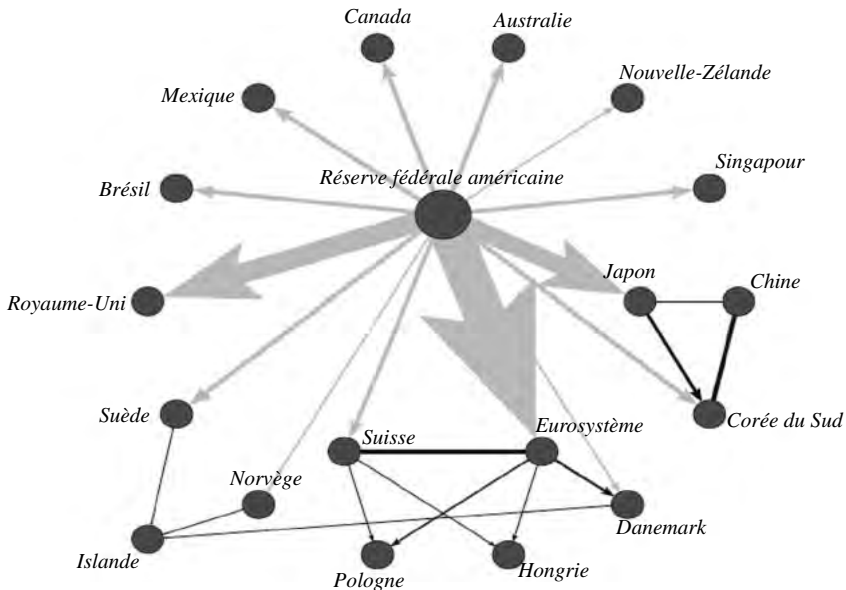 Canada
Australie
Mexique
Nouvelle-Zélande
Réserve fédérale américaine
Singapour
Brésil
Japon
Chine
Royaume-Uni
Suède
Suisse
Eurosystème
Corée du Sud
Norvège
Danemark
Islande
Pologne
Hongrie